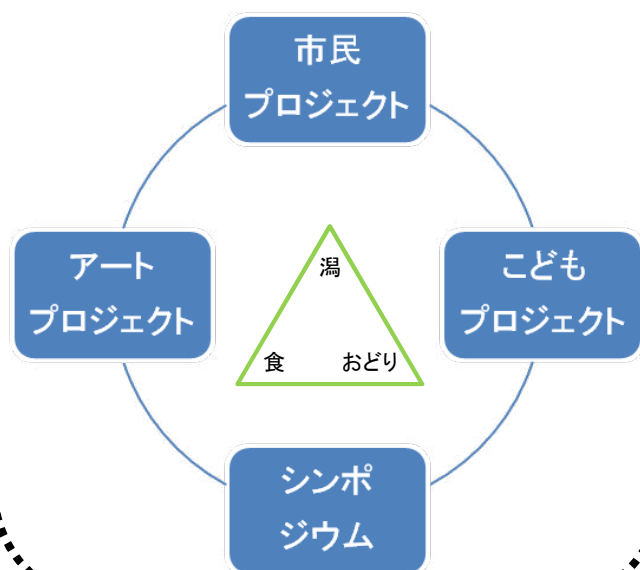 市民
プロジェクト
アート
プロジェクト
こども
プロジェクト
潟
食
おどり
シンポ
ジウム